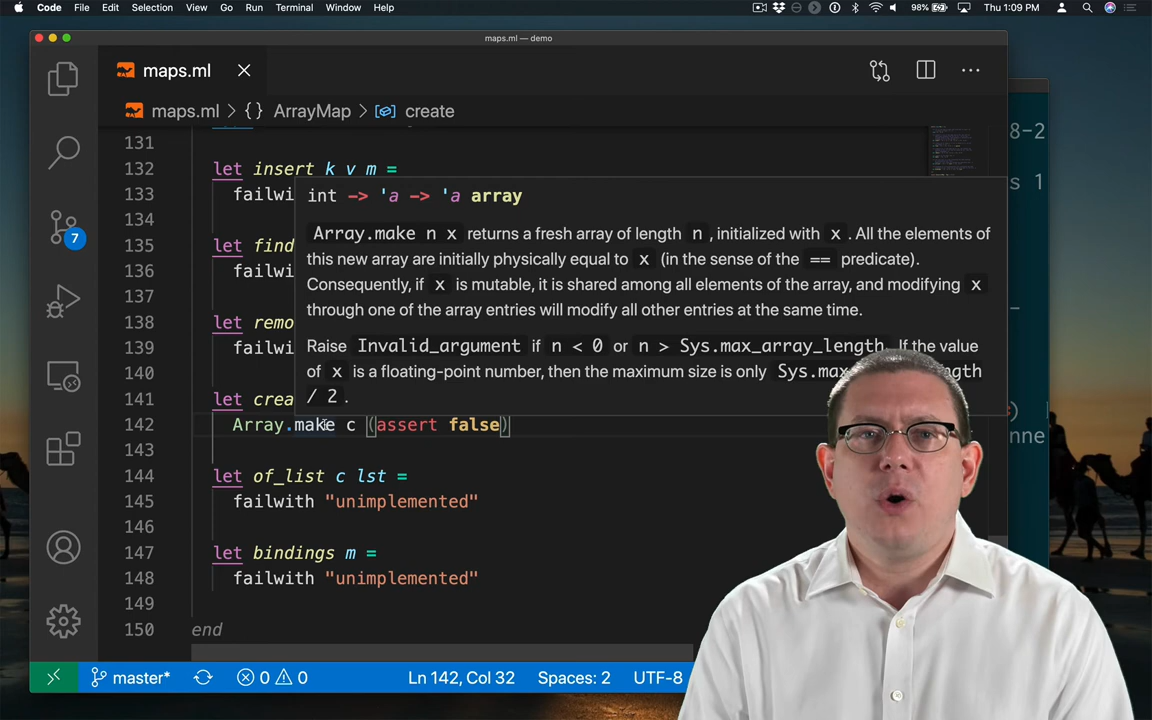 Code File Edit Selection View Go Run Terminal Window Help 98% Thu 1:09 PM
maps.ml — demo
maps.ml
maps.ml > {} ArrayMap > create
8-2
131
132 let insert k v m =
s 1
133 failwi
int -> 'a -> 'a array
134
135 let find
Array.make n x returns a fresh array of length n, initialized with x. All the elements of
136 failwi
this new array are initially physically equal to x (in the sense of the == predicate).
137
Consequently, if x is mutable, it is shared among all elements of the array, and modifying x
through one of the array entries will modify all other entries at the same time.
138 let remo
139 failwi
Raise Invalid_argument if n < 0 or n > Sys.max_array_length. If the value
140
of x is a floating-point number, then the maximum size is only Sys.max
/ 2.
141 let crea
142 Array.make c (assert false)
nne
143
144 let of_list c lst =
145 failwith "unimplemented"
146
147 let bindings m =
148 failwith "unimplemented"
149
150 end
7
master* 0 0 Ln 142, Col 32 Spaces: 2 UTF-8